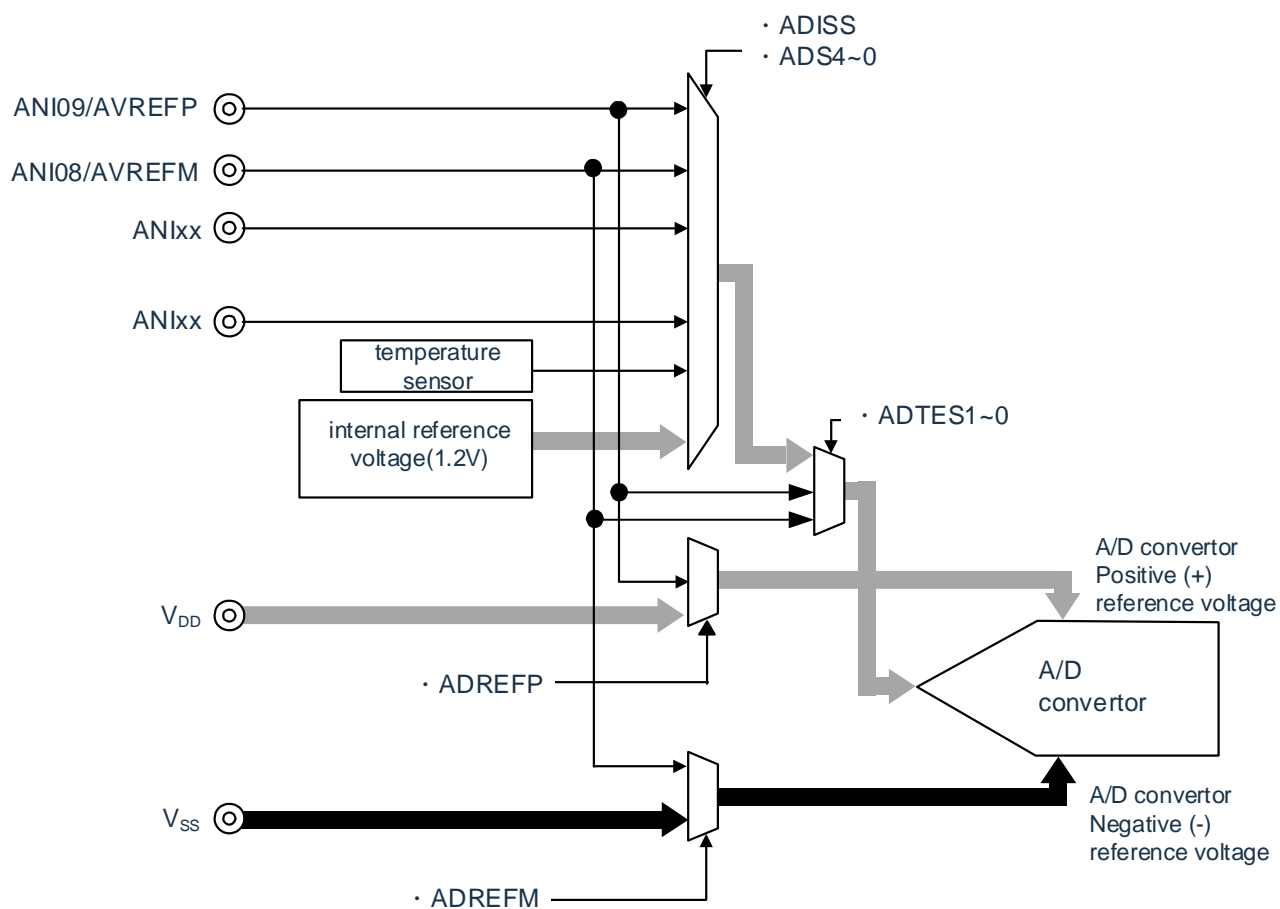 · ADISS
· ADS4~0
ANI09/AVREFP
ANI08/AVREFM
ANIxx
ANIxx
temperature
sensor
internal reference
voltage(1.2V)
· ADTES1~0
A/D convertor
Positive (+)
reference voltage
VDD
A/D
convertor
· ADREFP
A/D convertor
Negative (-)
reference voltage
VSS
· ADREFM